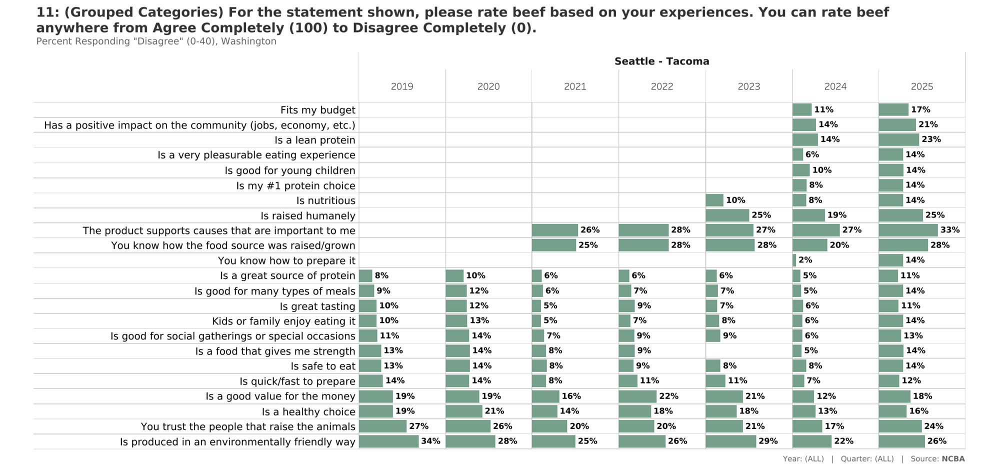 11: (Grouped Categories) For the statement shown, please rate beef based on your experiences. You can rate beef
anywhere from Agree Completely (100) to Disagree Completely (0).
Percent Responding "Disagree" (0-40), Washington
Seattle - Tacoma
2019 2020 2021 2022 2023 2024 2025
Fits my budget 11% 17%
Has a positive impact on the community (jobs, economy, etc.) 14% 21%
Is a lean protein 14% 23%
Is a very pleasurable eating experience 6% 14%
Is good for young children 10% 14%
Is my #1 protein choice 8% 14%
Is nutritious 10% 8% 14%
Is raised humanely 25% 19% 25%
The product supports causes that are important to me 26% 28% 27% 27% 33%
You know how the food source was raised/grown 25% 28% 28% 20% 28%
You know how to prepare it 2% 14%
Is a great source of protein 8% 10% 6% 6% 6% 5% 11%
Is good for many types of meals 9% 12% 6% 7% 7% 5% 14%
Is great tasting 10% 12% 5% 9% 7% 6% 11%
Kids or family enjoy eating it 10% 13% 5% 7% 8% 6% 14%
Is good for social gatherings or special occasions 11% 14% 7% 9% 9% 6% 13%
Is a food that gives me strength 13% 14% 8% 9% 5% 14%
Is safe to eat 13% 14% 8% 9% 8% 8% 14%
Is quick/fast to prepare 14% 14% 8% 11% 11% 7% 12%
Is a good value for the money 19% 19% 16% 22% 21% 12% 18%
Is a healthy choice 19% 21% 14% 18% 18% 13% 16%
You trust the people that raise the animals 27% 26% 20% 20% 21% 17% 24%
Is produced in an environmentally friendly way 34% 28% 25% 26% 29% 22% 26%
Year: (ALL) | Quarter: (ALL) | Source: NCBA